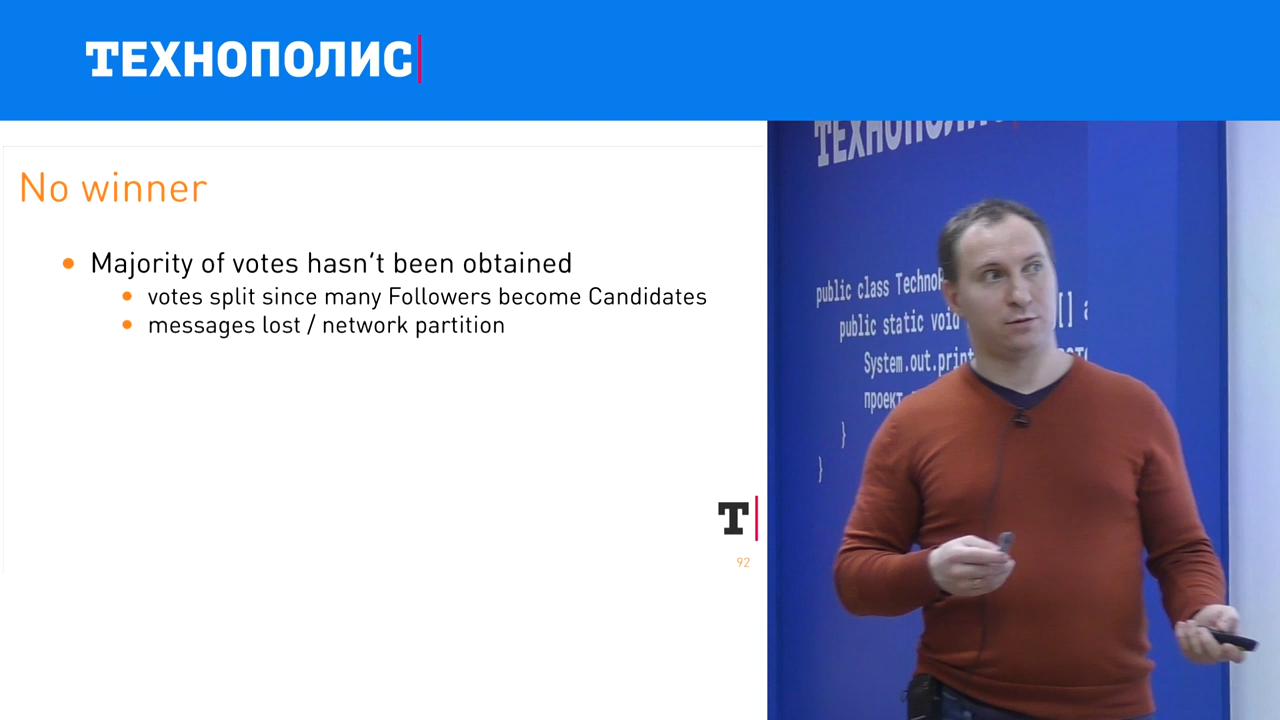 ТЕХНОПОЛИС
No winner
Majority of votes hasn't been obtained
votes split since many Followers become Candidates
messages lost / network partition
T
92
ТЕХНОПОЛИС
public class
public static void [] a
System.out.print
проект
}
}